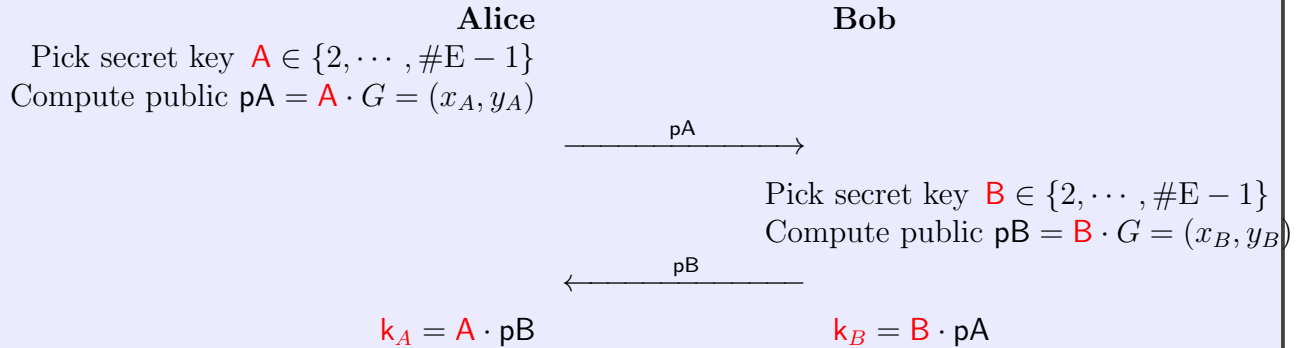 Alice Bob
Pick secret key A ∈ {2, ⋯ , #E − 1}
Compute public pA = A · G = (x_A, y_A)
pA
Pick secret key B ∈ {2, ⋯ , #E − 1}
Compute public pB = B · G = (x_B, y_B)
pB
k_A = A · pB k_B = B · pA